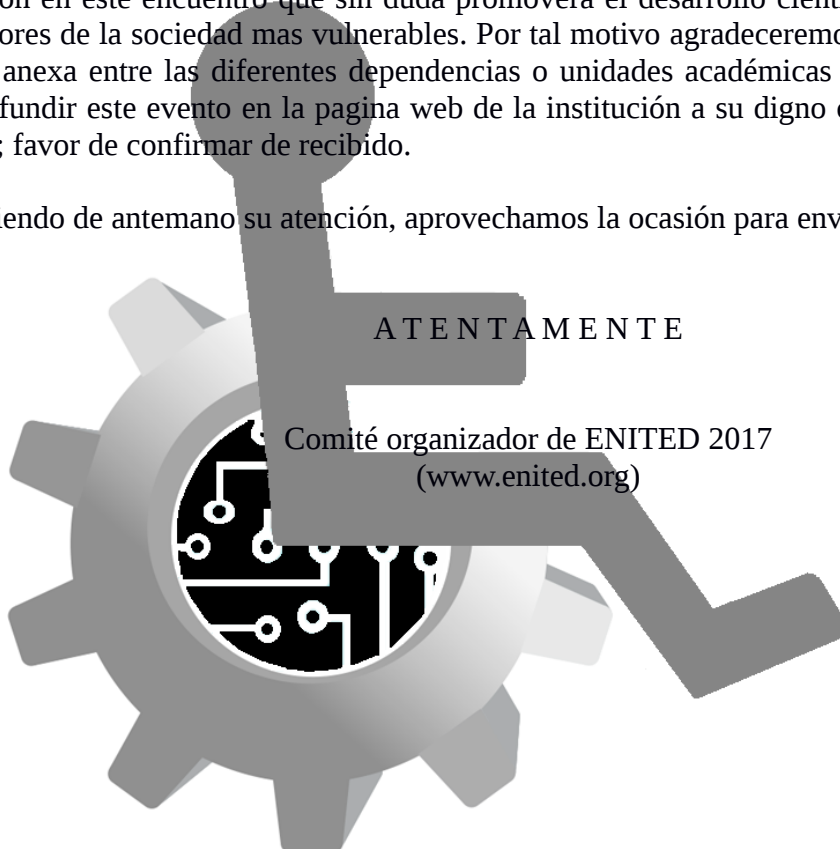 en este encuentro que sin duda promoverá el desarrollo
ores de la sociedad mas vulnerables. Por tal motivo agradeceremo
anexa entre las diferentes dependencias o unidades académicas
fundir este evento en la pagina web de la institución a su digno
; favor de confirmar de recibido.
iendo de antemano su atención, aprovechamos la ocasión para env
A T E N T A M E N T E
Comité organizador de ENITED 2017
(www.enited.org)